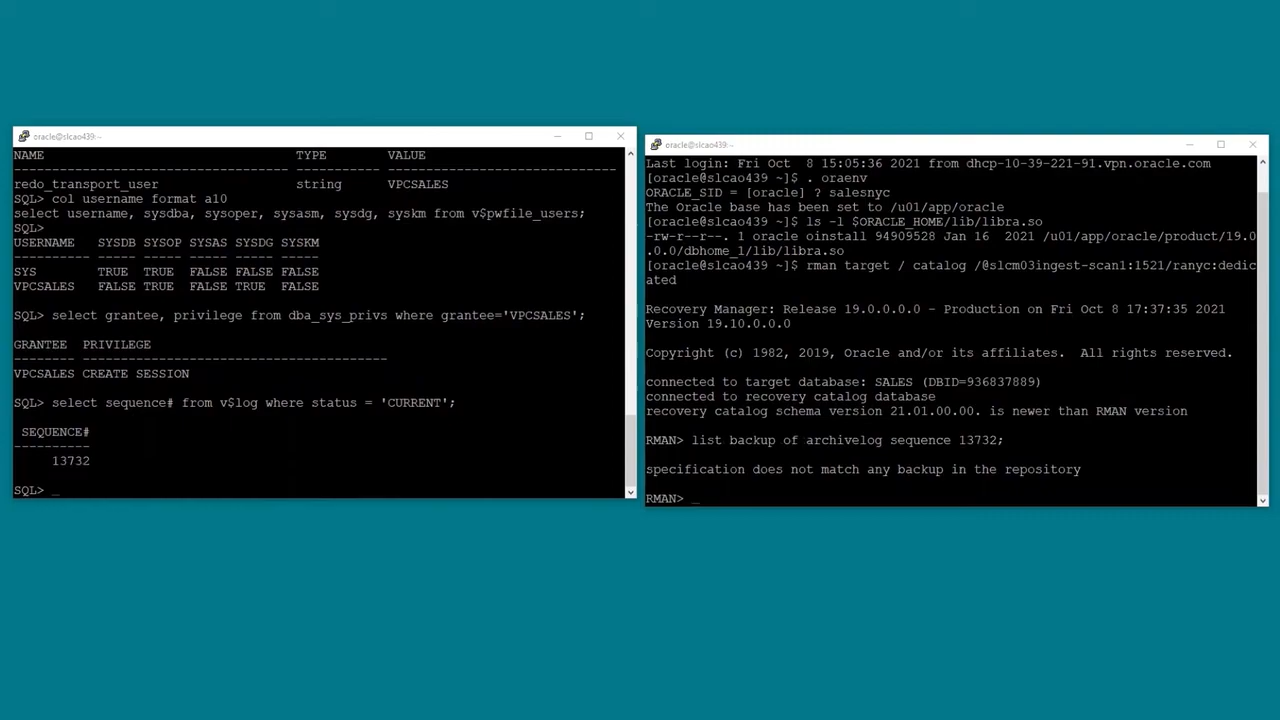 oracle@slcao439:~
NAME TYPE VALUE
------------------------------------ ----------- ------------------------------
redo_transport_user string VPCSALES
SQL> col username format a10
select username, sysdba, sysoper, sysasm, sysdg, syskm from v$pwfile_users;
SQL>
USERNAME SYSDB SYSOP SYSAS SYSDG SYSKM
---------- ----- ----- ----- ----- -----
SYS TRUE TRUE FALSE FALSE FALSE
VPCSALES FALSE TRUE FALSE TRUE FALSE
SQL> select grantee, privilege from dba_sys_privs where grantee='VPCSALES';
GRANTEE PRIVILEGE
-------- ----------------------------------------
VPCSALES CREATE SESSION
SQL> select sequence# from v$log where status = 'CURRENT';
SEQUENCE#
----------
13732
SQL> _
oracle@slcao439:~
Last login: Fri Oct 8 15:05:36 2021 from dhcp-10-39-221-91.vpn.oracle.com
[oracle@slcao439 ~]$ . oraenv
ORACLE_SID = [oracle] ? salesnyc
The Oracle base has been set to /u01/app/oracle
[oracle@slcao439 ~]$ ls -l $ORACLE_HOME/lib/libra.so
-rw-r--r--. 1 oracle oinstall 94909528 Jan 16 2021 /u01/app/oracle/product/19.0
.0.0/dbhome_1/lib/libra.so
[oracle@slcao439 ~]$ rman target / catalog /@slcm03ingest-scan1:1521/ranyc:dedic
ated
Recovery Manager: Release 19.0.0.0.0 - Production on Fri Oct 8 17:37:35 2021
Version 19.10.0.0.0
Copyright (c) 1982, 2019, Oracle and/or its affiliates. All rights reserved.
connected to target database: SALES (DBID=936837889)
connected to recovery catalog database
recovery catalog schema version 21.01.00.00. is newer than RMAN version
RMAN> list backup of archivelog sequence 13732;
specification does not match any backup in the repository
RMAN> _